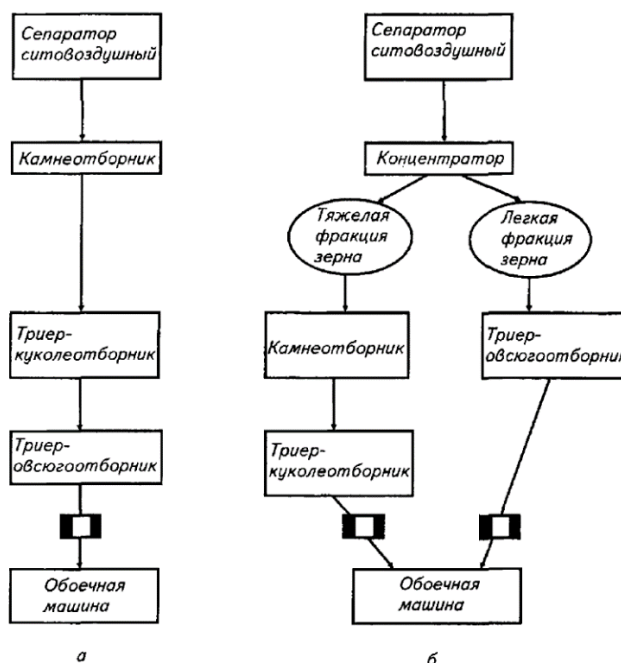 Сепаратор
ситовоздушный
Камнеотборник
Триер-
куколеотборник
Триер-
овсюгоотборник
Обоечная
машина
а
Сепаратор
ситовоздушный
Концентратор
Тяжелая
фракция
зерна
Легкая
фракция
зерна
Камнеотборник
Триер-
овсюгоотборник
Триер-
куколеотборник
Обоечная
машина
б